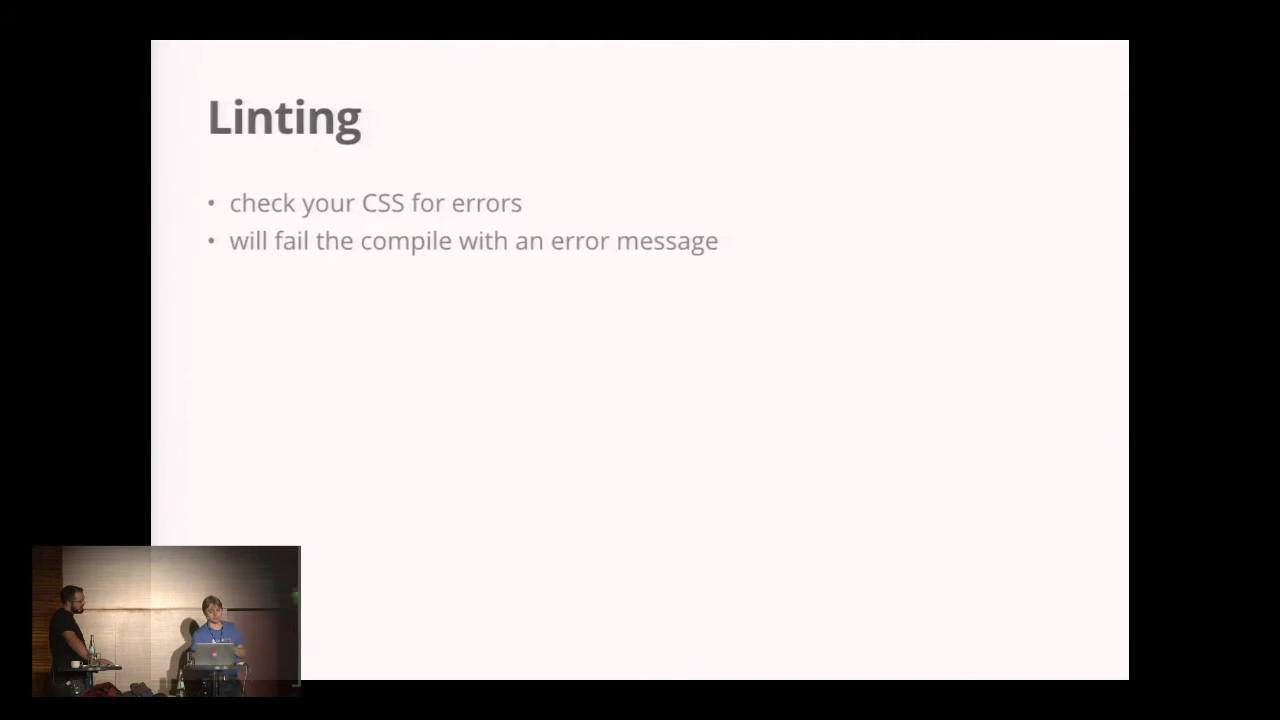 Linting
• check your CSS for errors
• will fail the compile with an error message